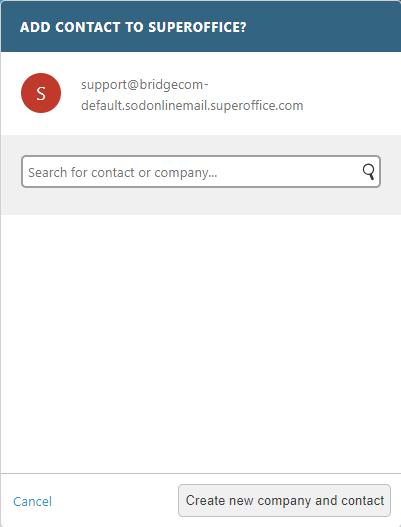 ADD CONTACT TO SUPEROFFICE?
S
support@bridgecom-
default.sodonlinemail.superoffice.com
Search for contact or company...
Cancel
Create new company and contact